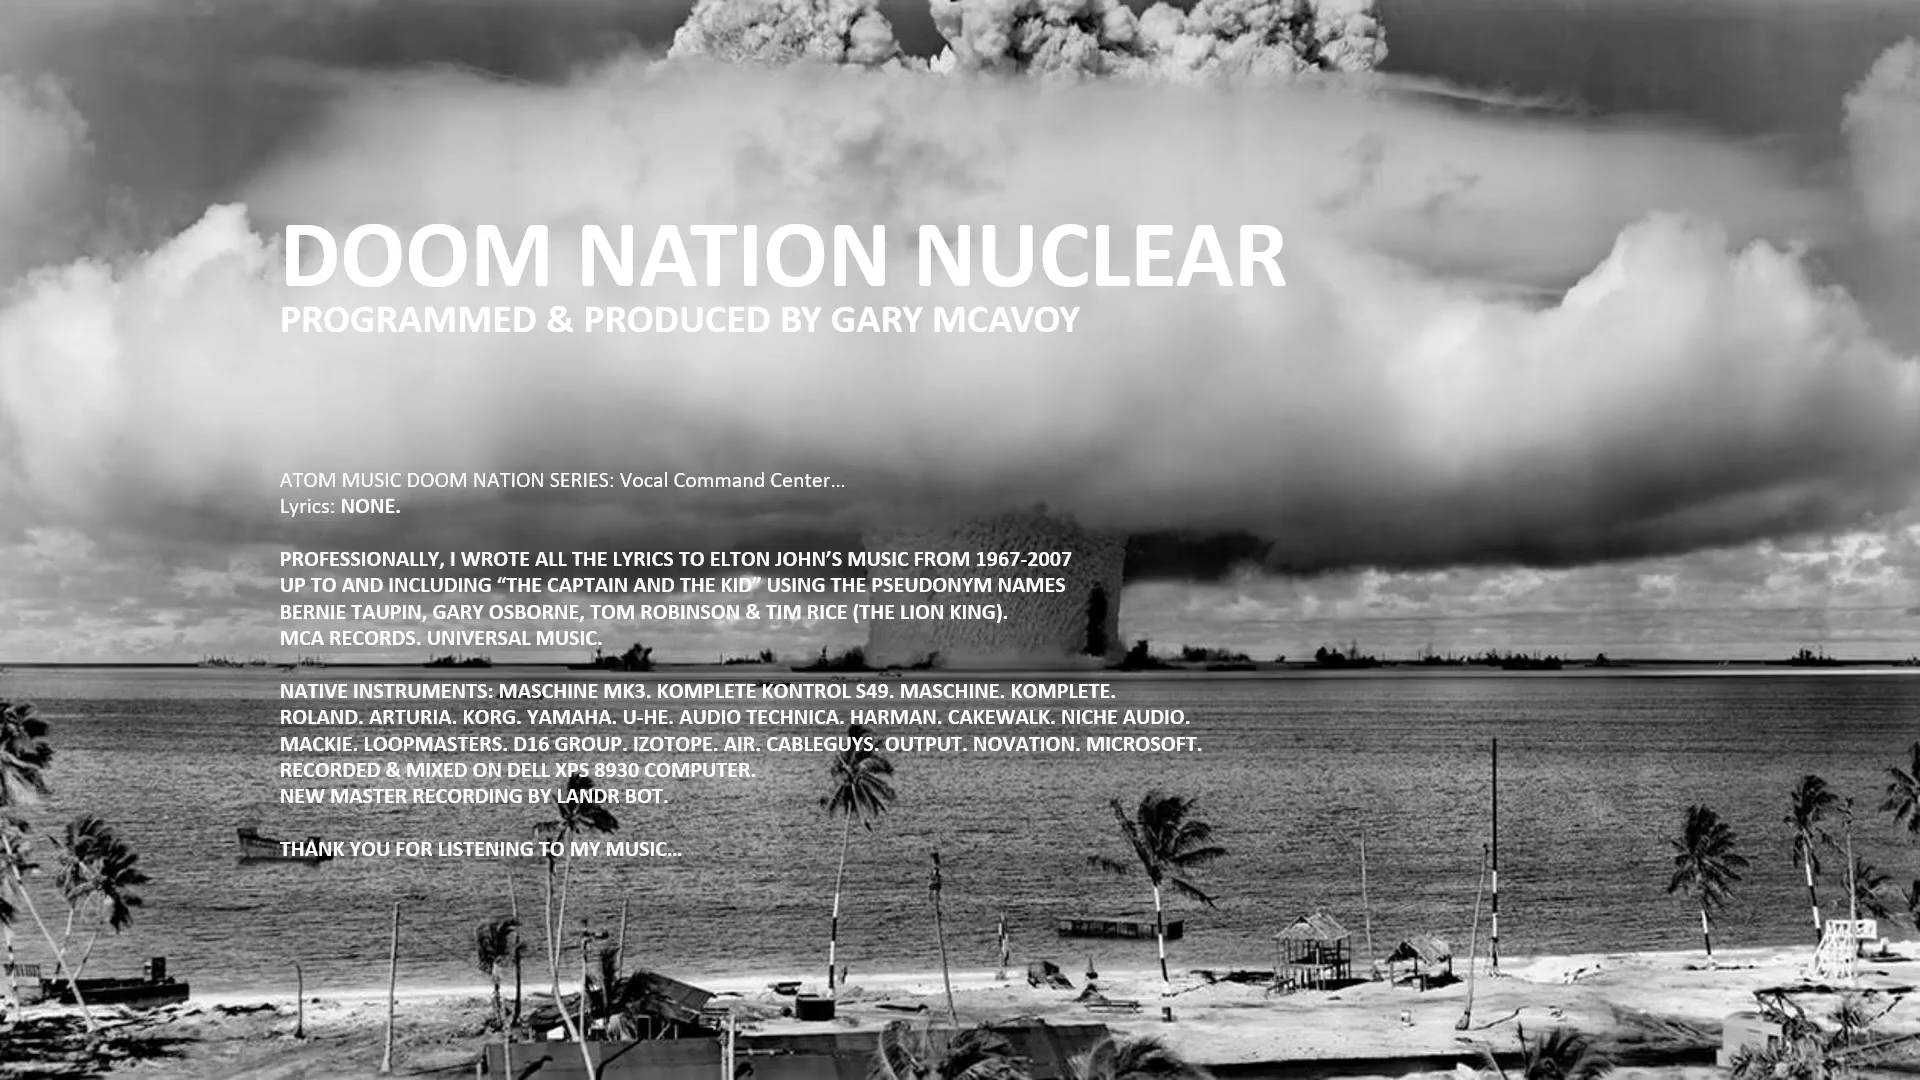 DOOM NATION NUCLEAR
PROGRAMMED & PRODUCED BY GARY MCAVOY
ATOM MUSIC DOOM NATION SERIES: Vocal Command Center...
Lyrics: NONE.
PROFESSIONALLY, I WROTE ALL THE LYRICS TO ELTON JOHN’S MUSIC FROM 1967-2007
UP TO AND INCLUDING “THE CAPTAIN AND THE KID” USING THE PSEUDONYM NAMES
BERNIE TAUPIN, GARY OSBORNE, TOM ROBINSON & TIM RICE (THE LION KING).
MCA RECORDS. UNIVERSAL MUSIC.
NATIVE INSTRUMENTS: MASCHINE MK3. KOMPLETE KONTROL S49. MASCHINE. KOMPLETE.
ROLAND. ARTURIA. KORG. YAMAHA. U-HE. AUDIO TECHNICA. HARMAN. CAKEWALK. NICHE AUDIO.
MACKIE. LOOPMASTERS. D16 GROUP. IZOTOPE. AIR. CABLEGUYS. OUTPUT. NOVATION. MICROSOFT.
RECORDED & MIXED ON DELL XPS 8930 COMPUTER.
NEW MASTER RECORDING BY LANDR BOT.
THANK YOU FOR LISTENING TO MY MUSIC...